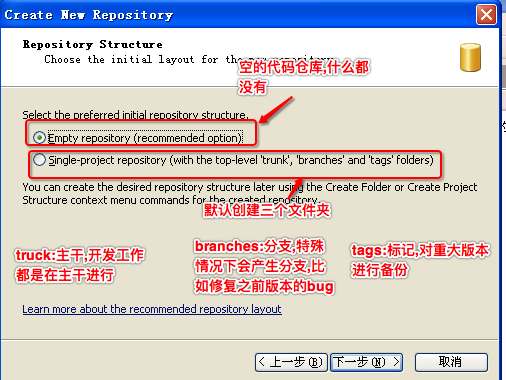 Create New Repository
Repository Structure
Choose the initial layout for the
空的代码仓库,什么都
没有
Select the preferred initial repository structure.
Empty repository (recommended option)
Single-project repository (with the top-level 'trunk', 'branches' and 'tags' folders)
You can create the desired repository structure later using the Create Folder or Create Project
Structure context menu commands for the created repository.
默认创建三个文件夹
truck:主干,开发工作
都是在主干进行
branches:分支,特殊
情况下会产生分支,比
如修复之前版本的bug
tags:标记,对重大版本
进行备份
Learn more about the recommended repository layout
< 上一步 (B)
下一步 (N) >
取消